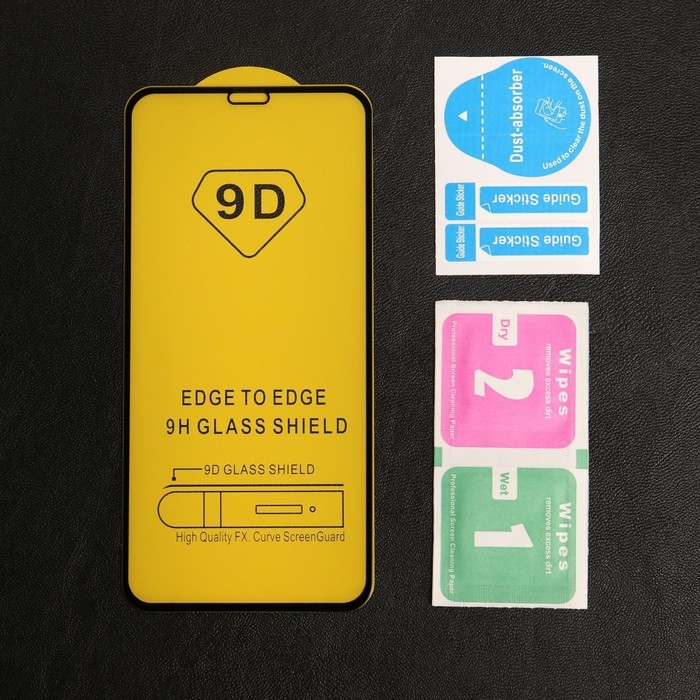 9D
EDGE TO EDGE
9H GLASS SHIELD
9D GLASS SHIELD
High Quality FX. Curve ScreenGuard
Dust-absorber
Used to clear the dust on the screen.
Guide Sticker
Guide Sticker
Guide Sticker
Guide Sticker
Wipes
removes excess dirt
2
Dry
Professional Screen Cleaning Paper
Wipes
removes excess dirt
1
Wet
Professional Screen Cleaning Paper